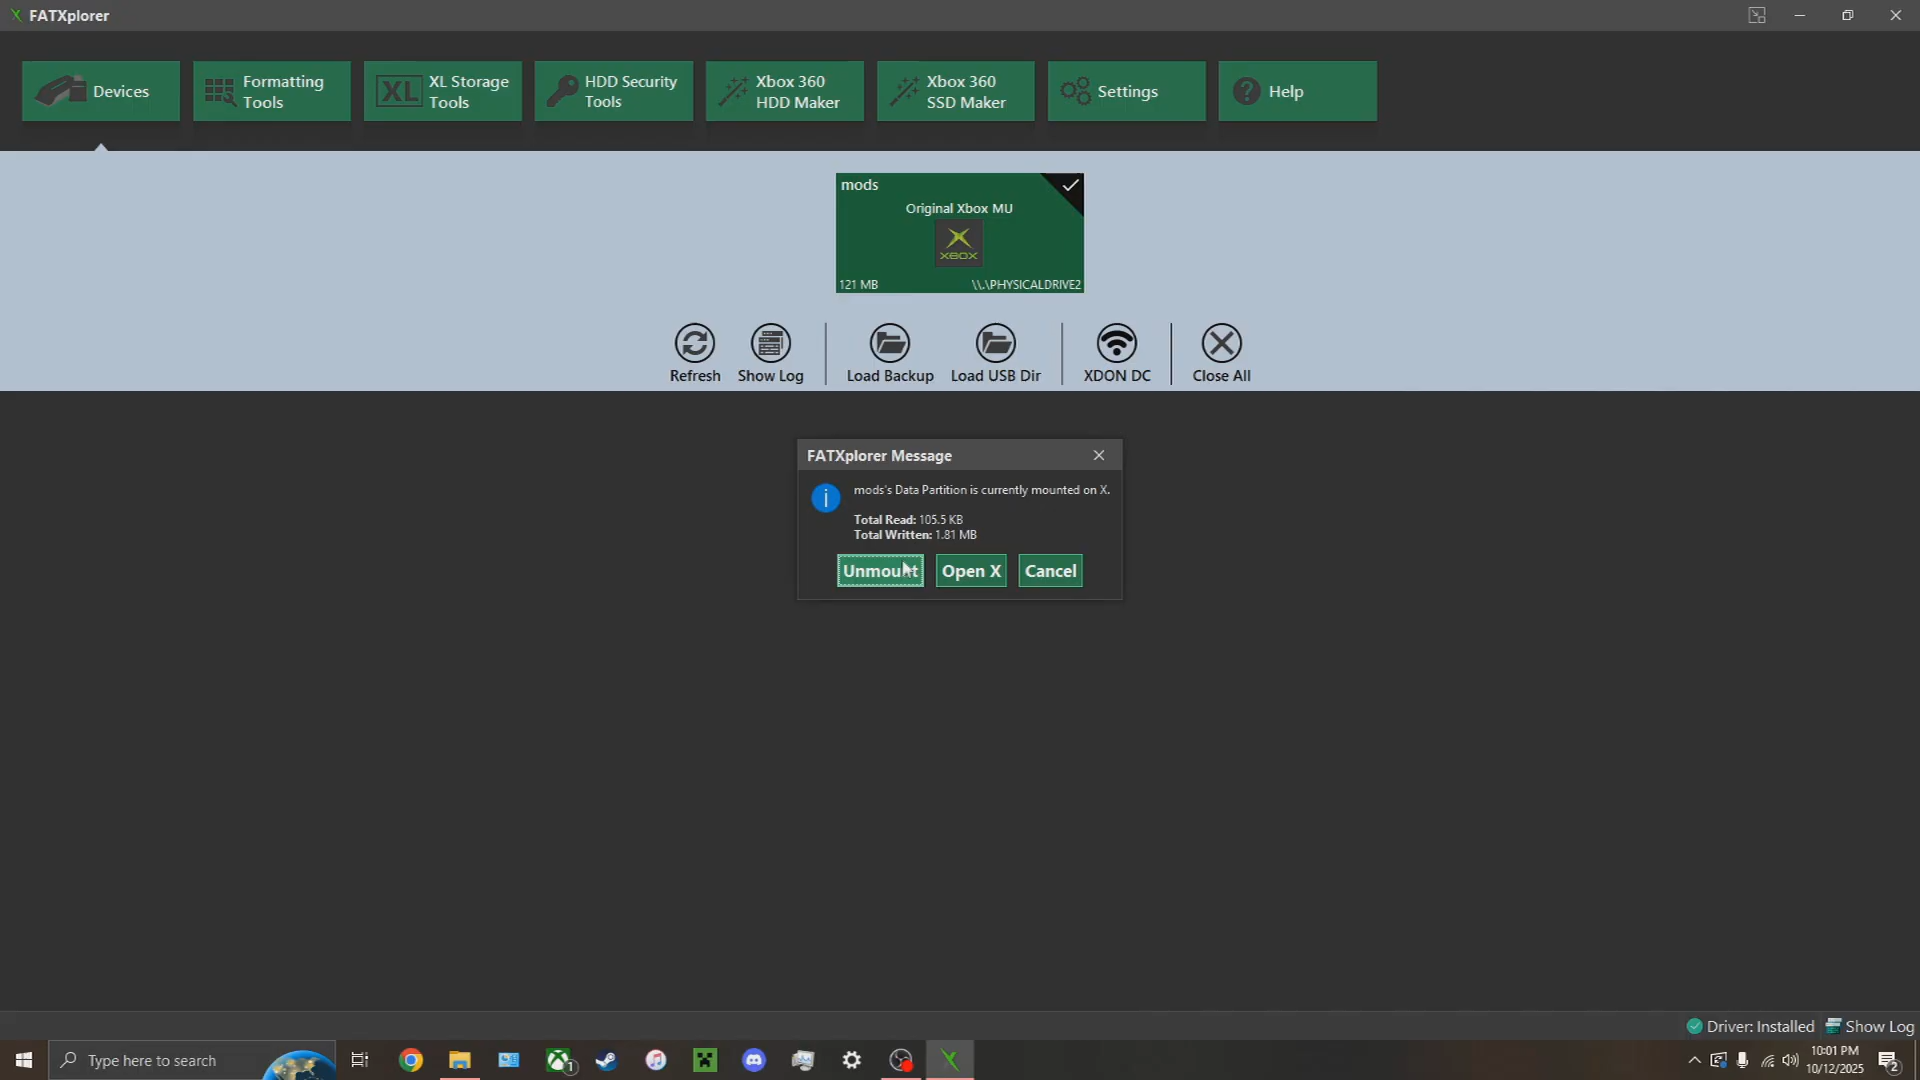 FATXplorer
Devices
Formatting
Tools
XL
XL Storage
Tools
HDD Security
Tools
Xbox 360
HDD Maker
Xbox 360
SSD Maker
Settings
? Help
mods
Original Xbox MU
XBOX
121 MB \\.\PHYSICALDRIVE2
Refresh
Show Log
Load Backup
Load USB Dir
XDON DC
Close All
FATXplorer Message
mods's Data Partition is currently mounted on X.
Total Read: 105.5 KB
Total Written: 1.81 MB
Unmount
Open X
Cancel
Driver: Installed
Show Log
Type here to search
1
10:01 PM
10/12/2025
2